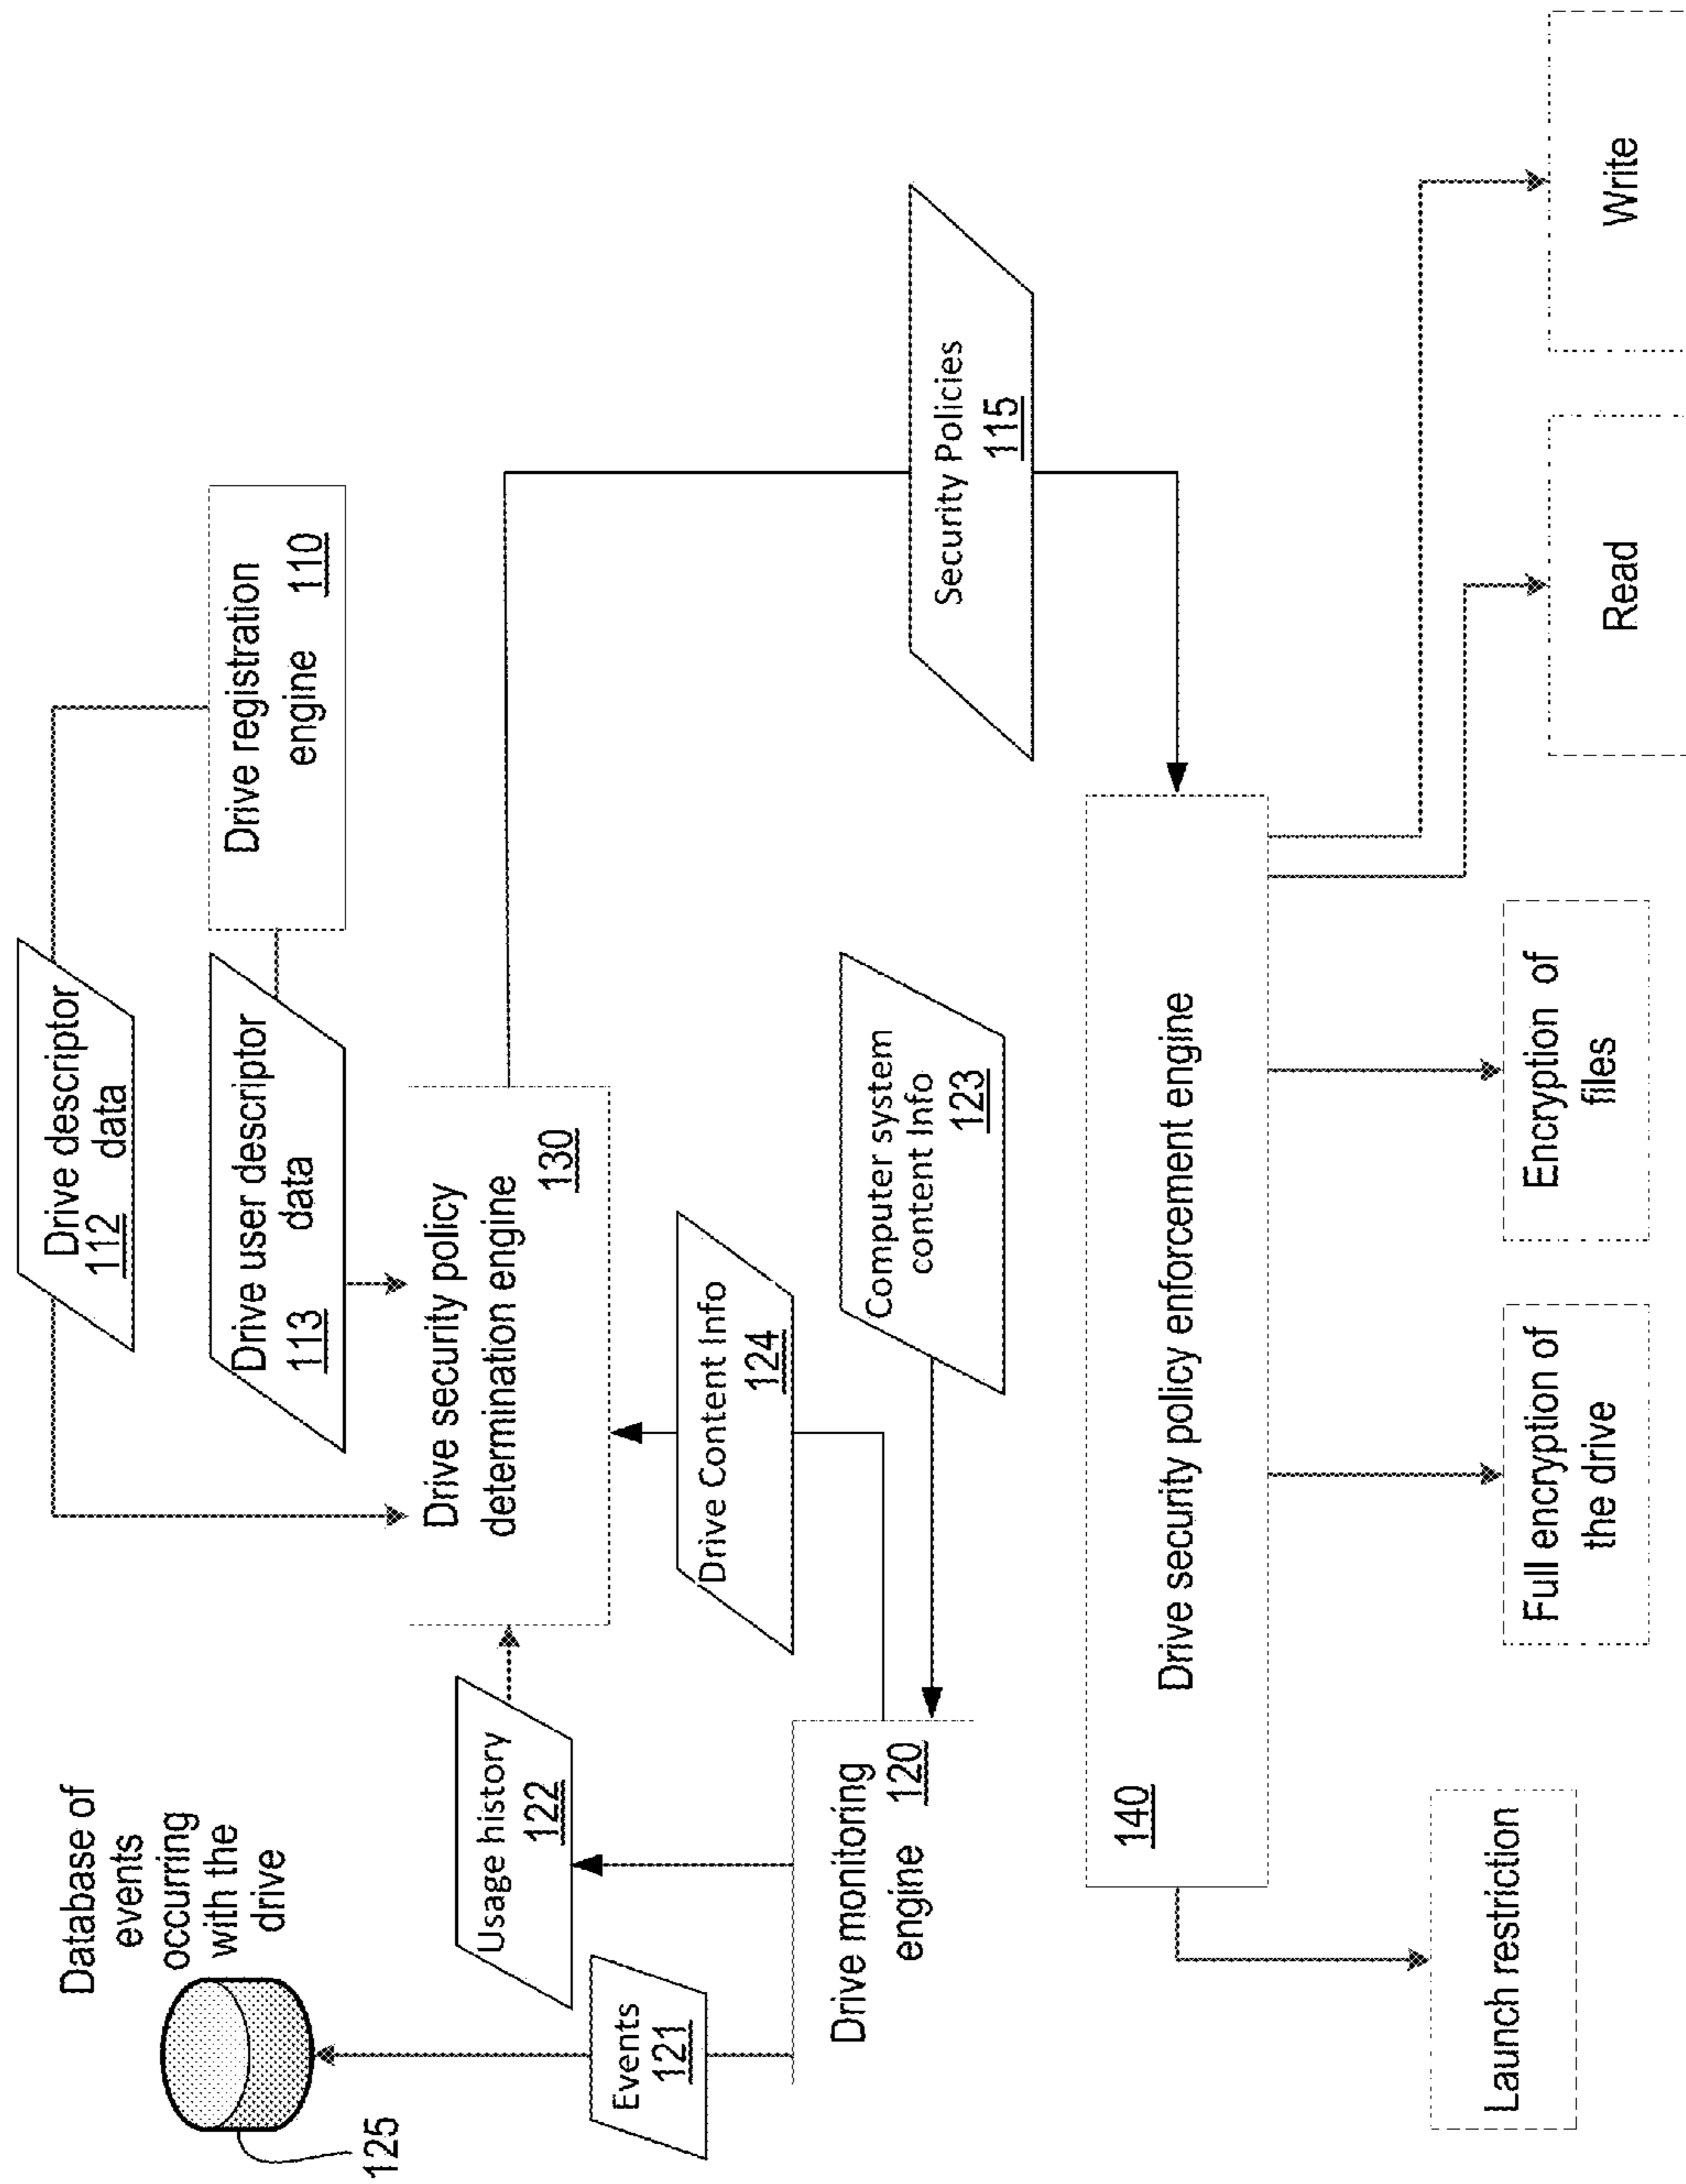 Database of
events
occurring
with the
drive
125
Events
121
Usage history
122
Drive monitoring
engine 120
Drive descriptor
112 data
Drive user descriptor
113 data
Drive registration
engine 110
Drive security policy
determination engine
130
Drive Content Info
124
Computer system
content Info
123
Security Policies
115
140
Drive security policy enforcement engine
Launch restriction
Full encryption of
the drive
Encryption of
files
Read
Write